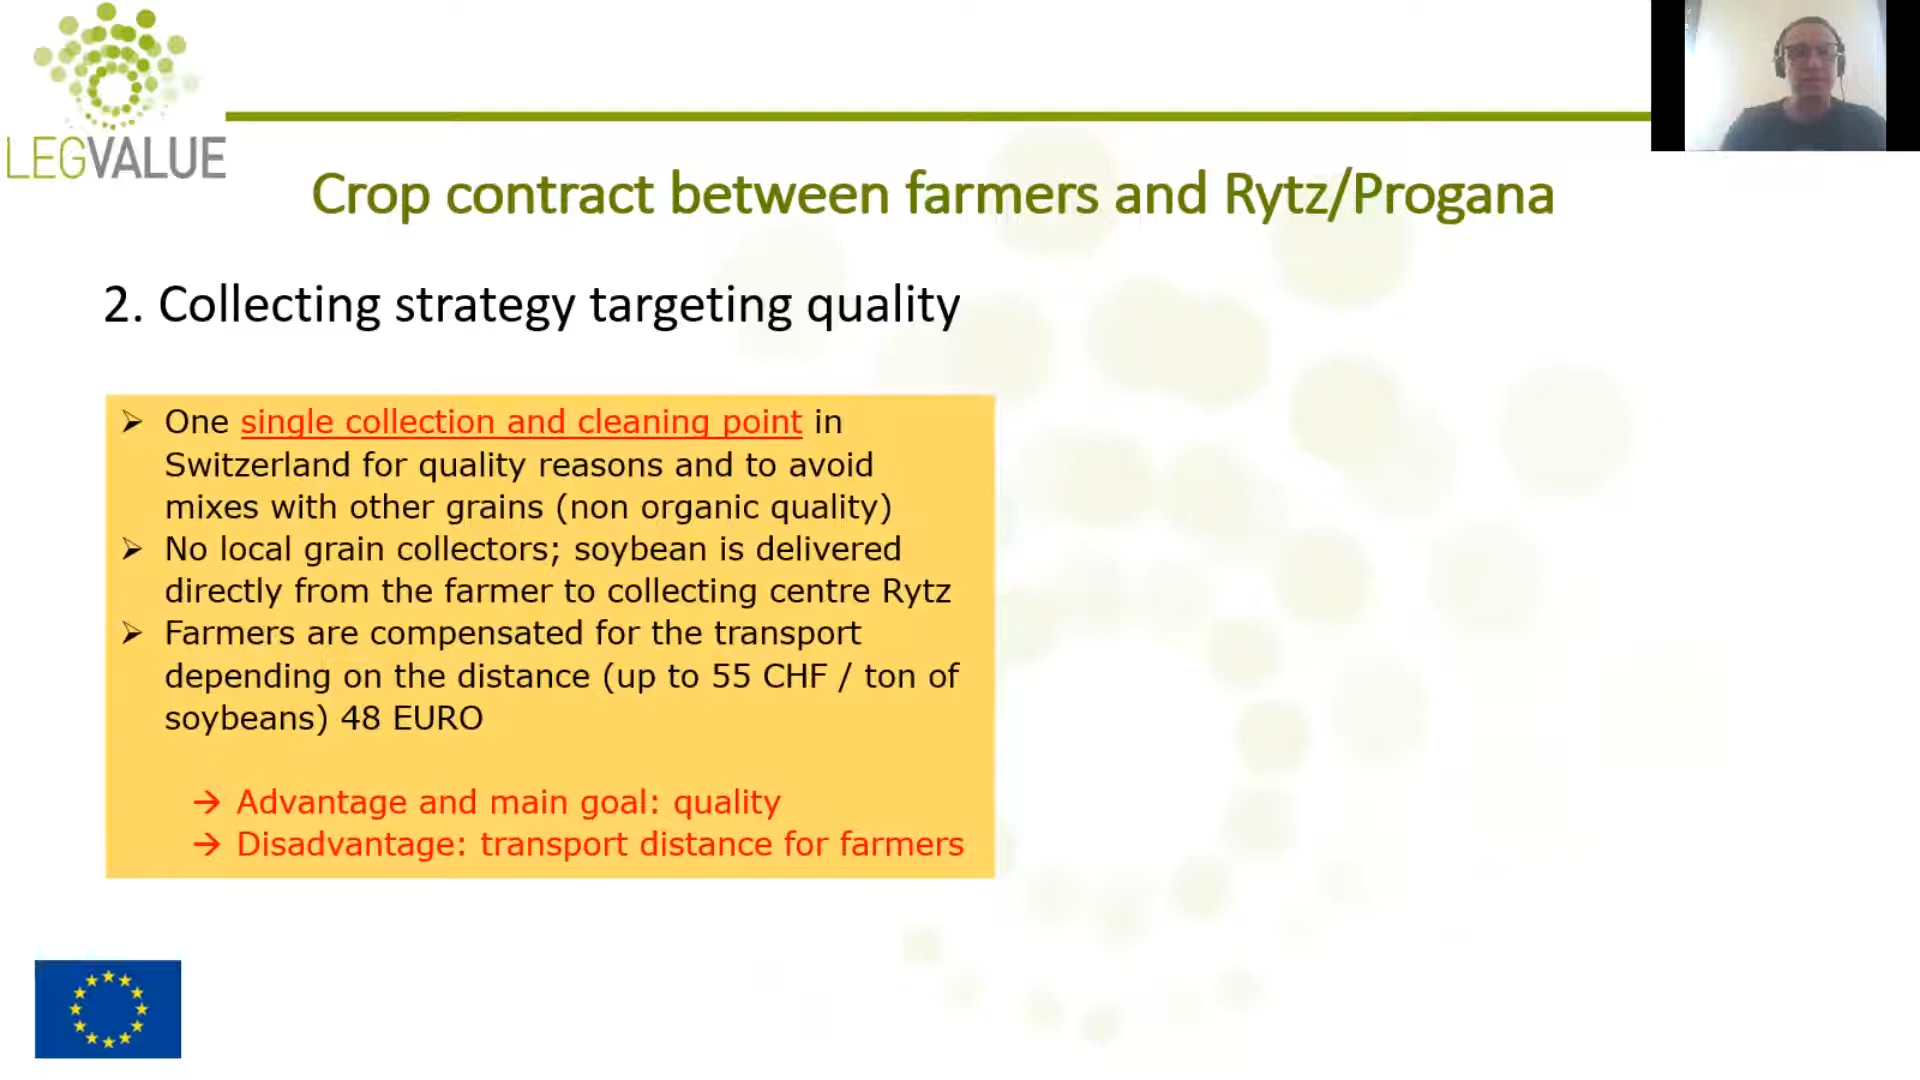 LEGVALUE
Crop contract between farmers and Rytz/Progana
2. Collecting strategy targeting quality
➢ One single collection and cleaning point in
Switzerland for quality reasons and to avoid
mixes with other grains (non organic quality)
➢ No local grain collectors; soybean is delivered
directly from the farmer to collecting centre Rytz
➢ Farmers are compensated for the transport
depending on the distance (up to 55 CHF / ton of
soybeans) 48 EURO
→ Advantage and main goal: quality
→ Disadvantage: transport distance for farmers